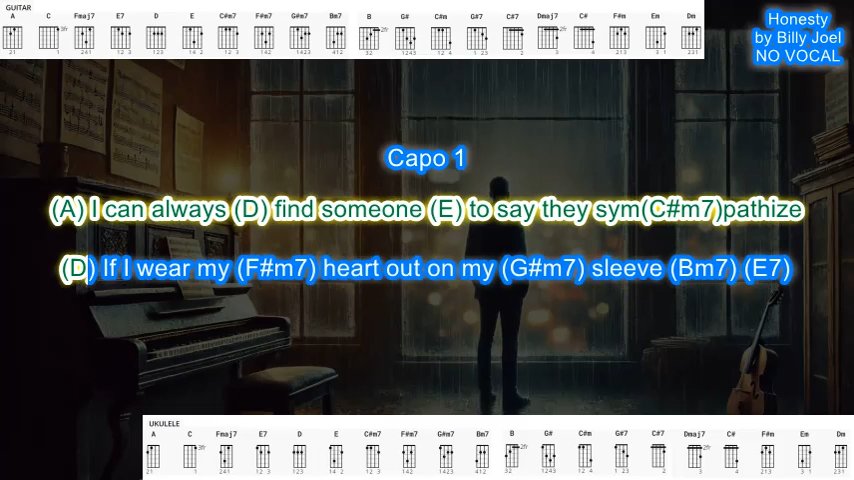 GUITAR
A C Fmaj7 E7 D E C#m7 F#m7 G#m7 Bm7 B G# C#m G#7 C#7 Dmaj7 C# F#m Em Dm
Honesty
by Billy Joel
NO VOCAL
Capo 1
(A) I can always (D) find someone (E) to say they sym(C#m7)pathize
(D) If I wear my (F#m7) heart out on my (G#m7) sleeve (Bm7) (E7)
UKULELE
A C Fmaj7 E7 D E C#m7 F#m7 G#m7 Bm7 B G# C#m G#7 C#7 Dmaj7 C# F#m Em Dm